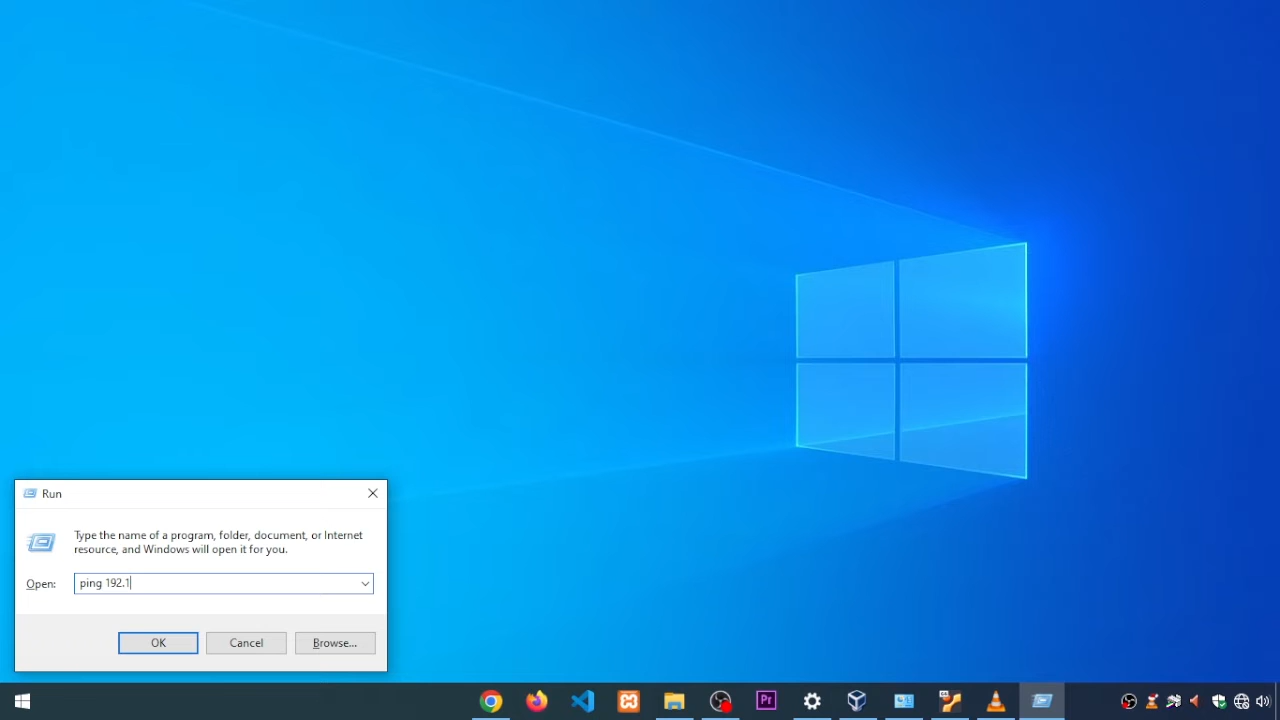 Run
Type the name of a program, folder, document, or Internet
resource, and Windows will open it for you.
Open:
ping 192.1
OK
Cancel
Browse...
Pr